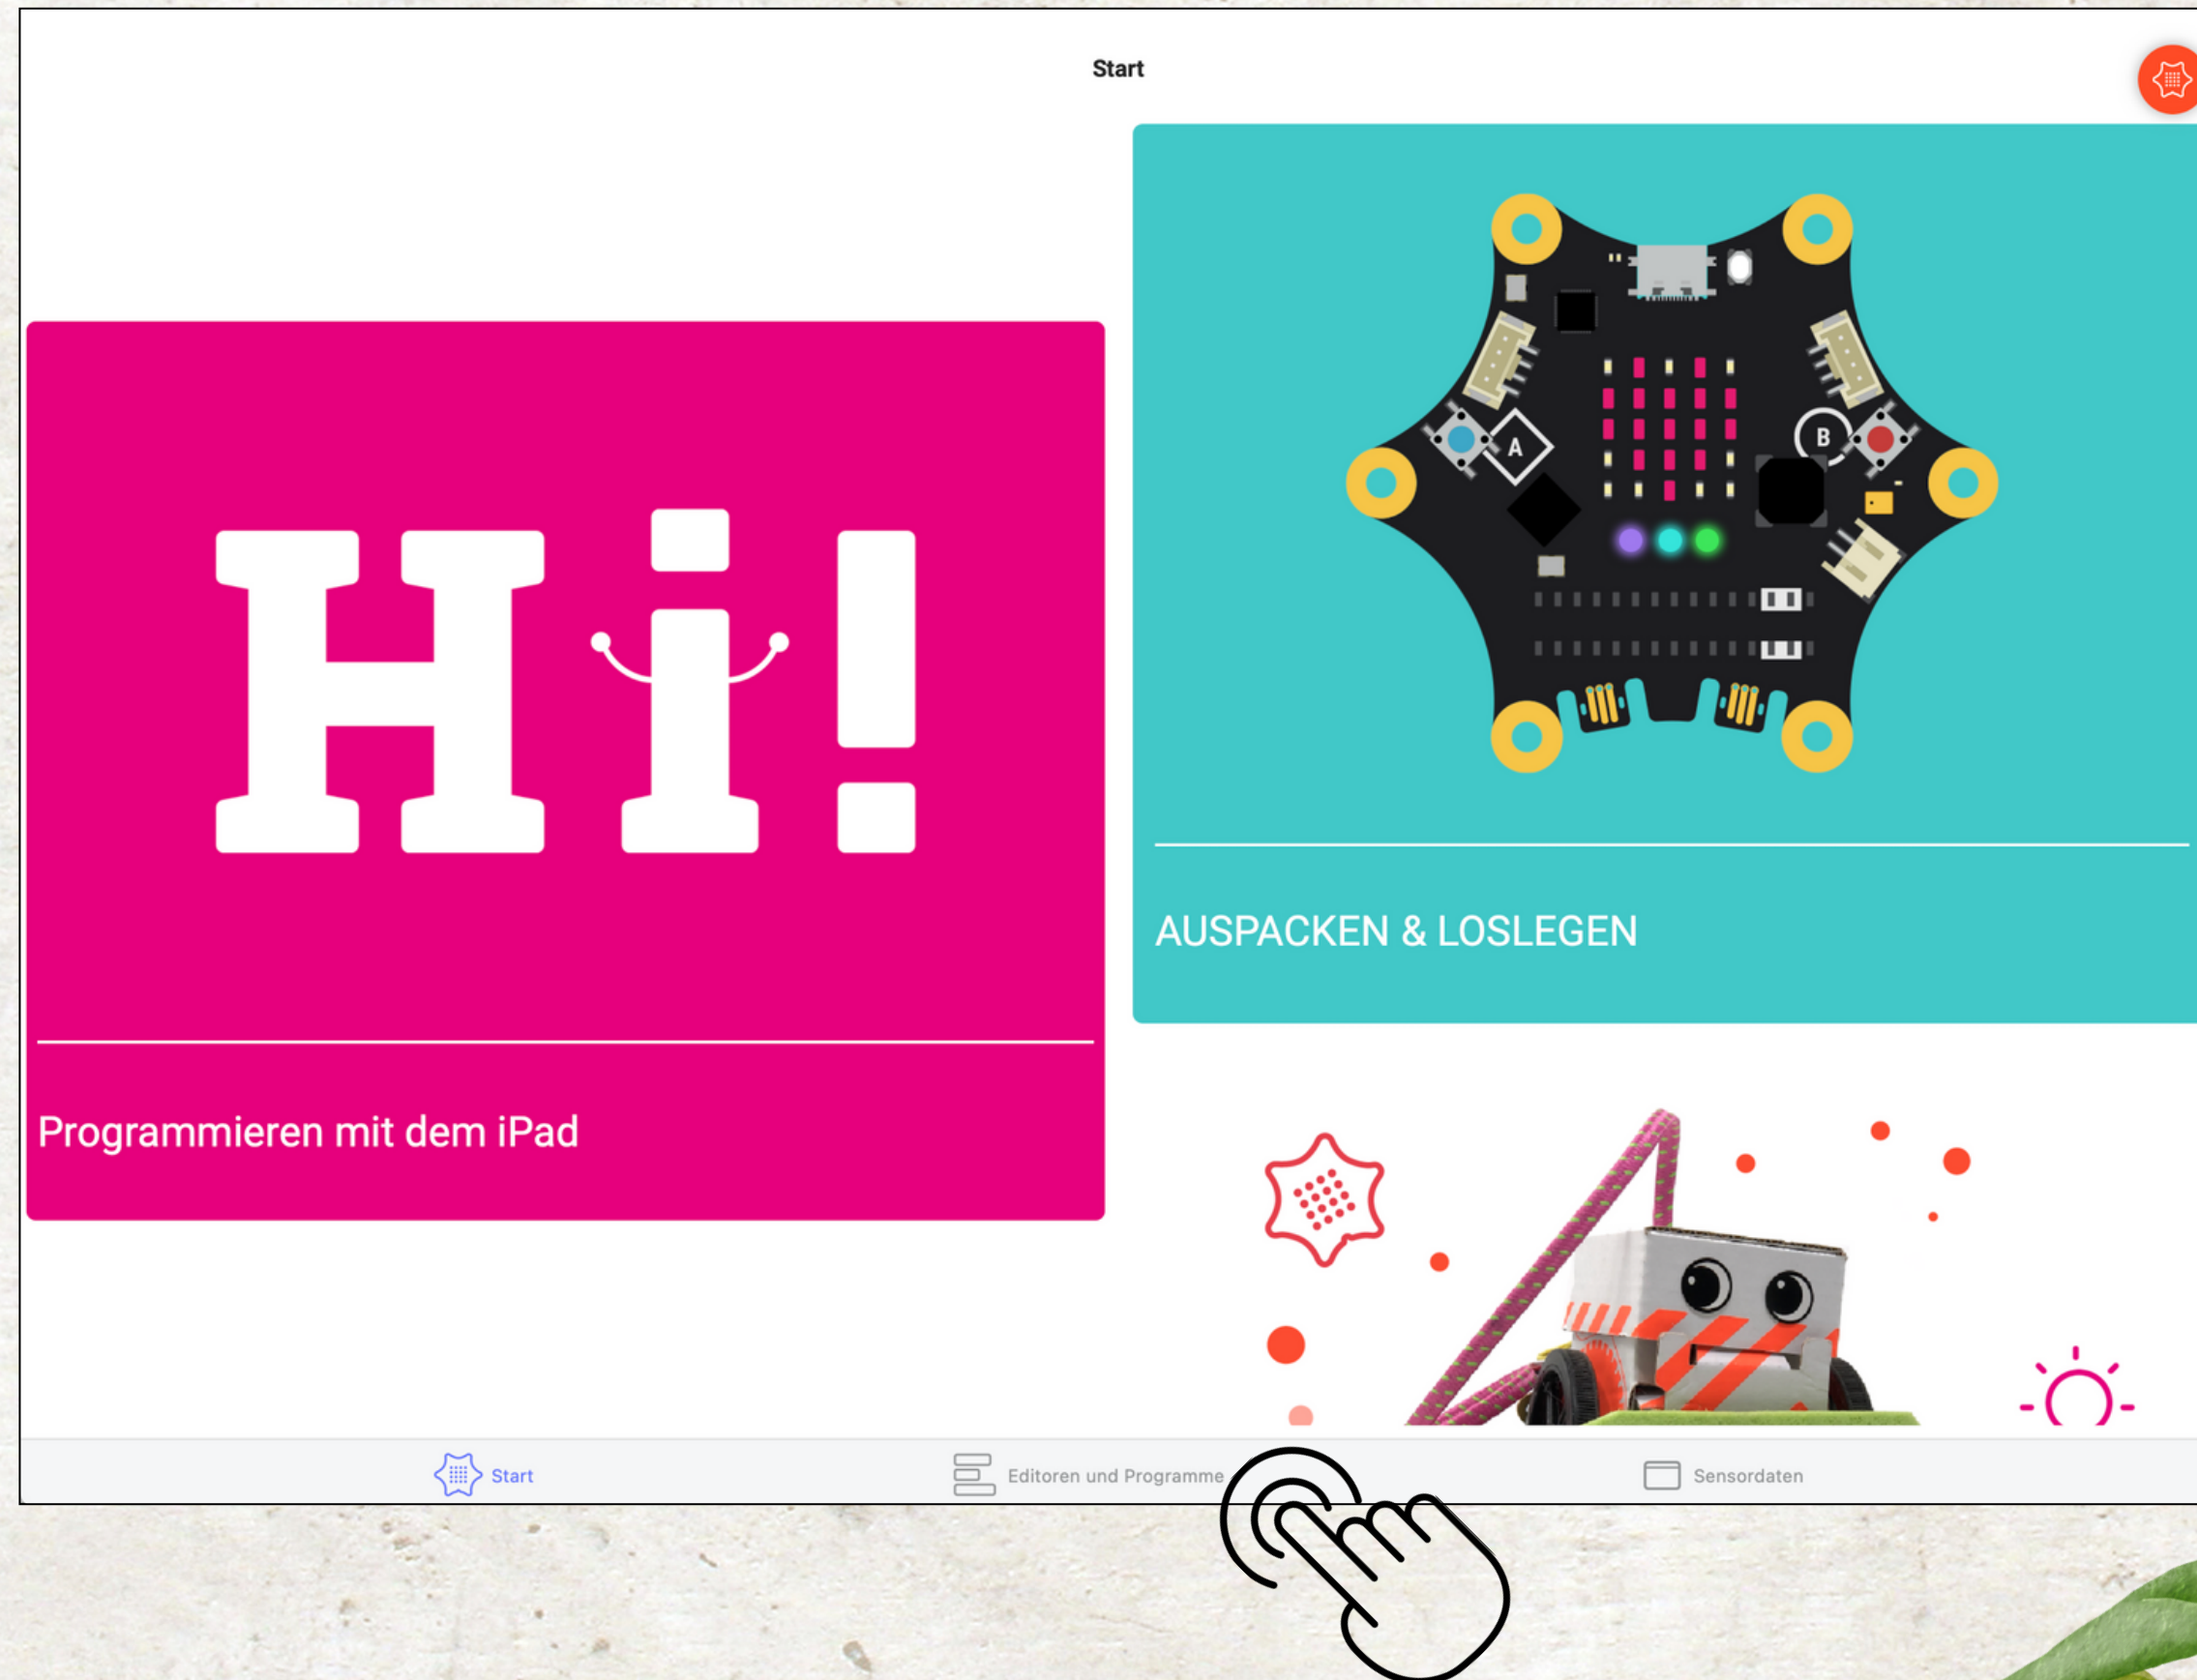 Start
Hi!
Programmieren mit dem iPad
A
B
AUSPACKEN & LOSLEGEN
Start
Editoren und Programme
Sensordaten